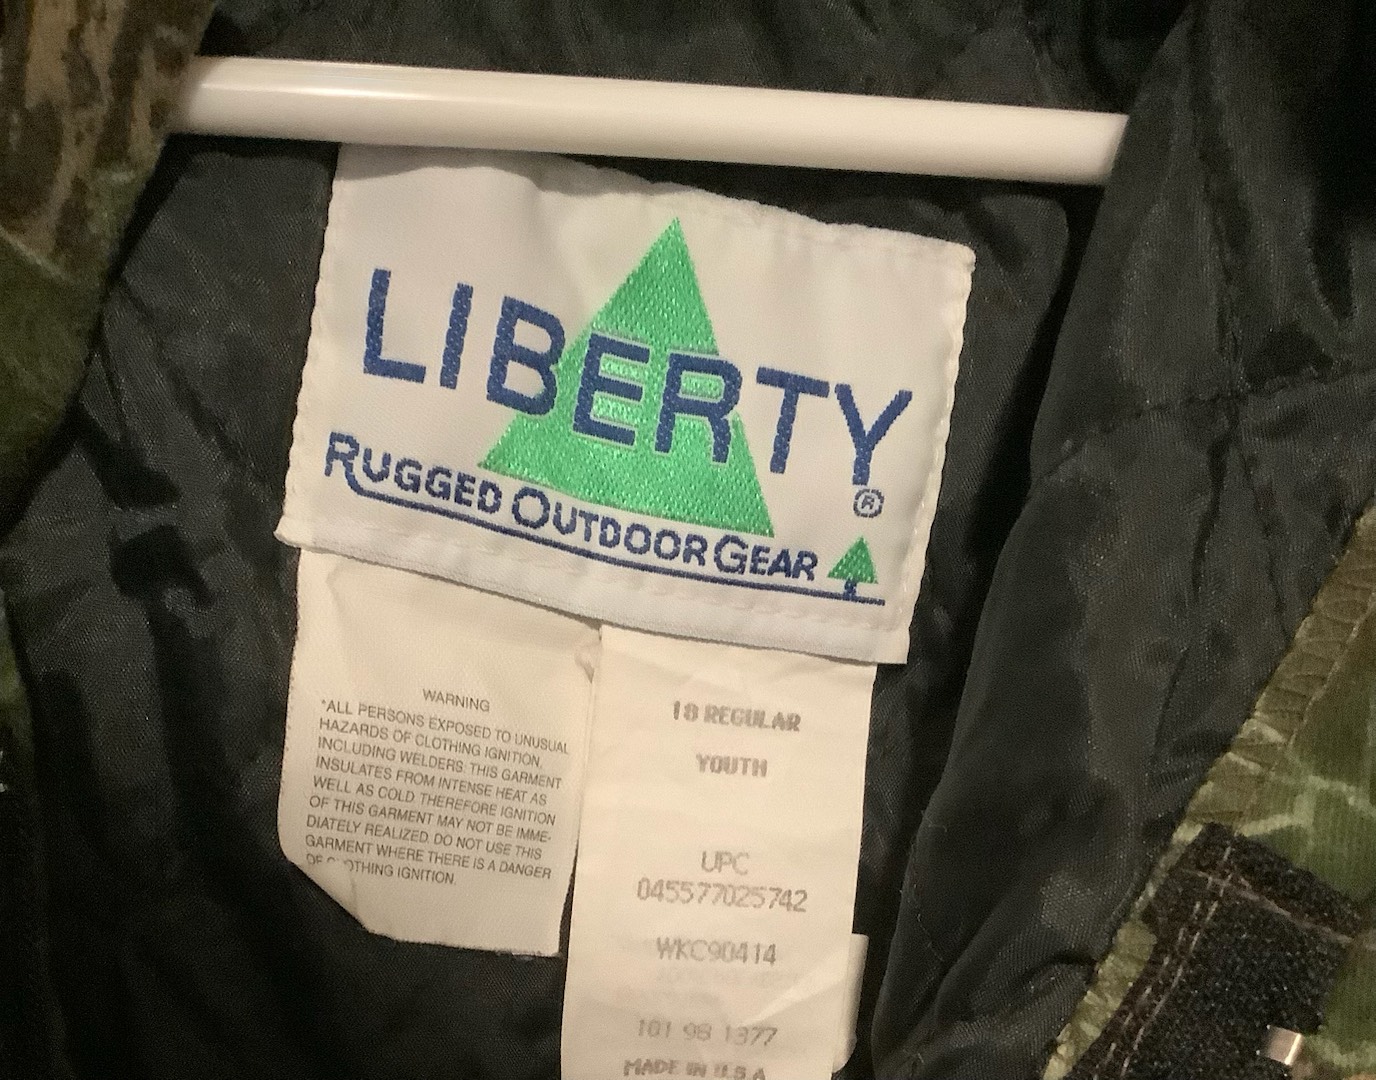 LIBERTY®
RUGGED OUTDOOR GEAR
WARNING
*ALL PERSONS EXPOSED TO UNUSUAL
HAZARDS OF CLOTHING IGNITION,
INCLUDING WELDERS: THIS GARMENT
INSULATES FROM INTENSE HEAT AS
WELL AS COLD. THEREFORE IGNITION
OF THIS GARMENT MAY NOT BE IMME-
DIATELY REALIZED. DO NOT USE THIS
GARMENT WHERE THERE IS A DANGER
OF CLOTHING IGNITION.
18 REGULAR
YOUTH
UPC
045577025742
WKC90414
101 98 1377
MADE IN U.S.A